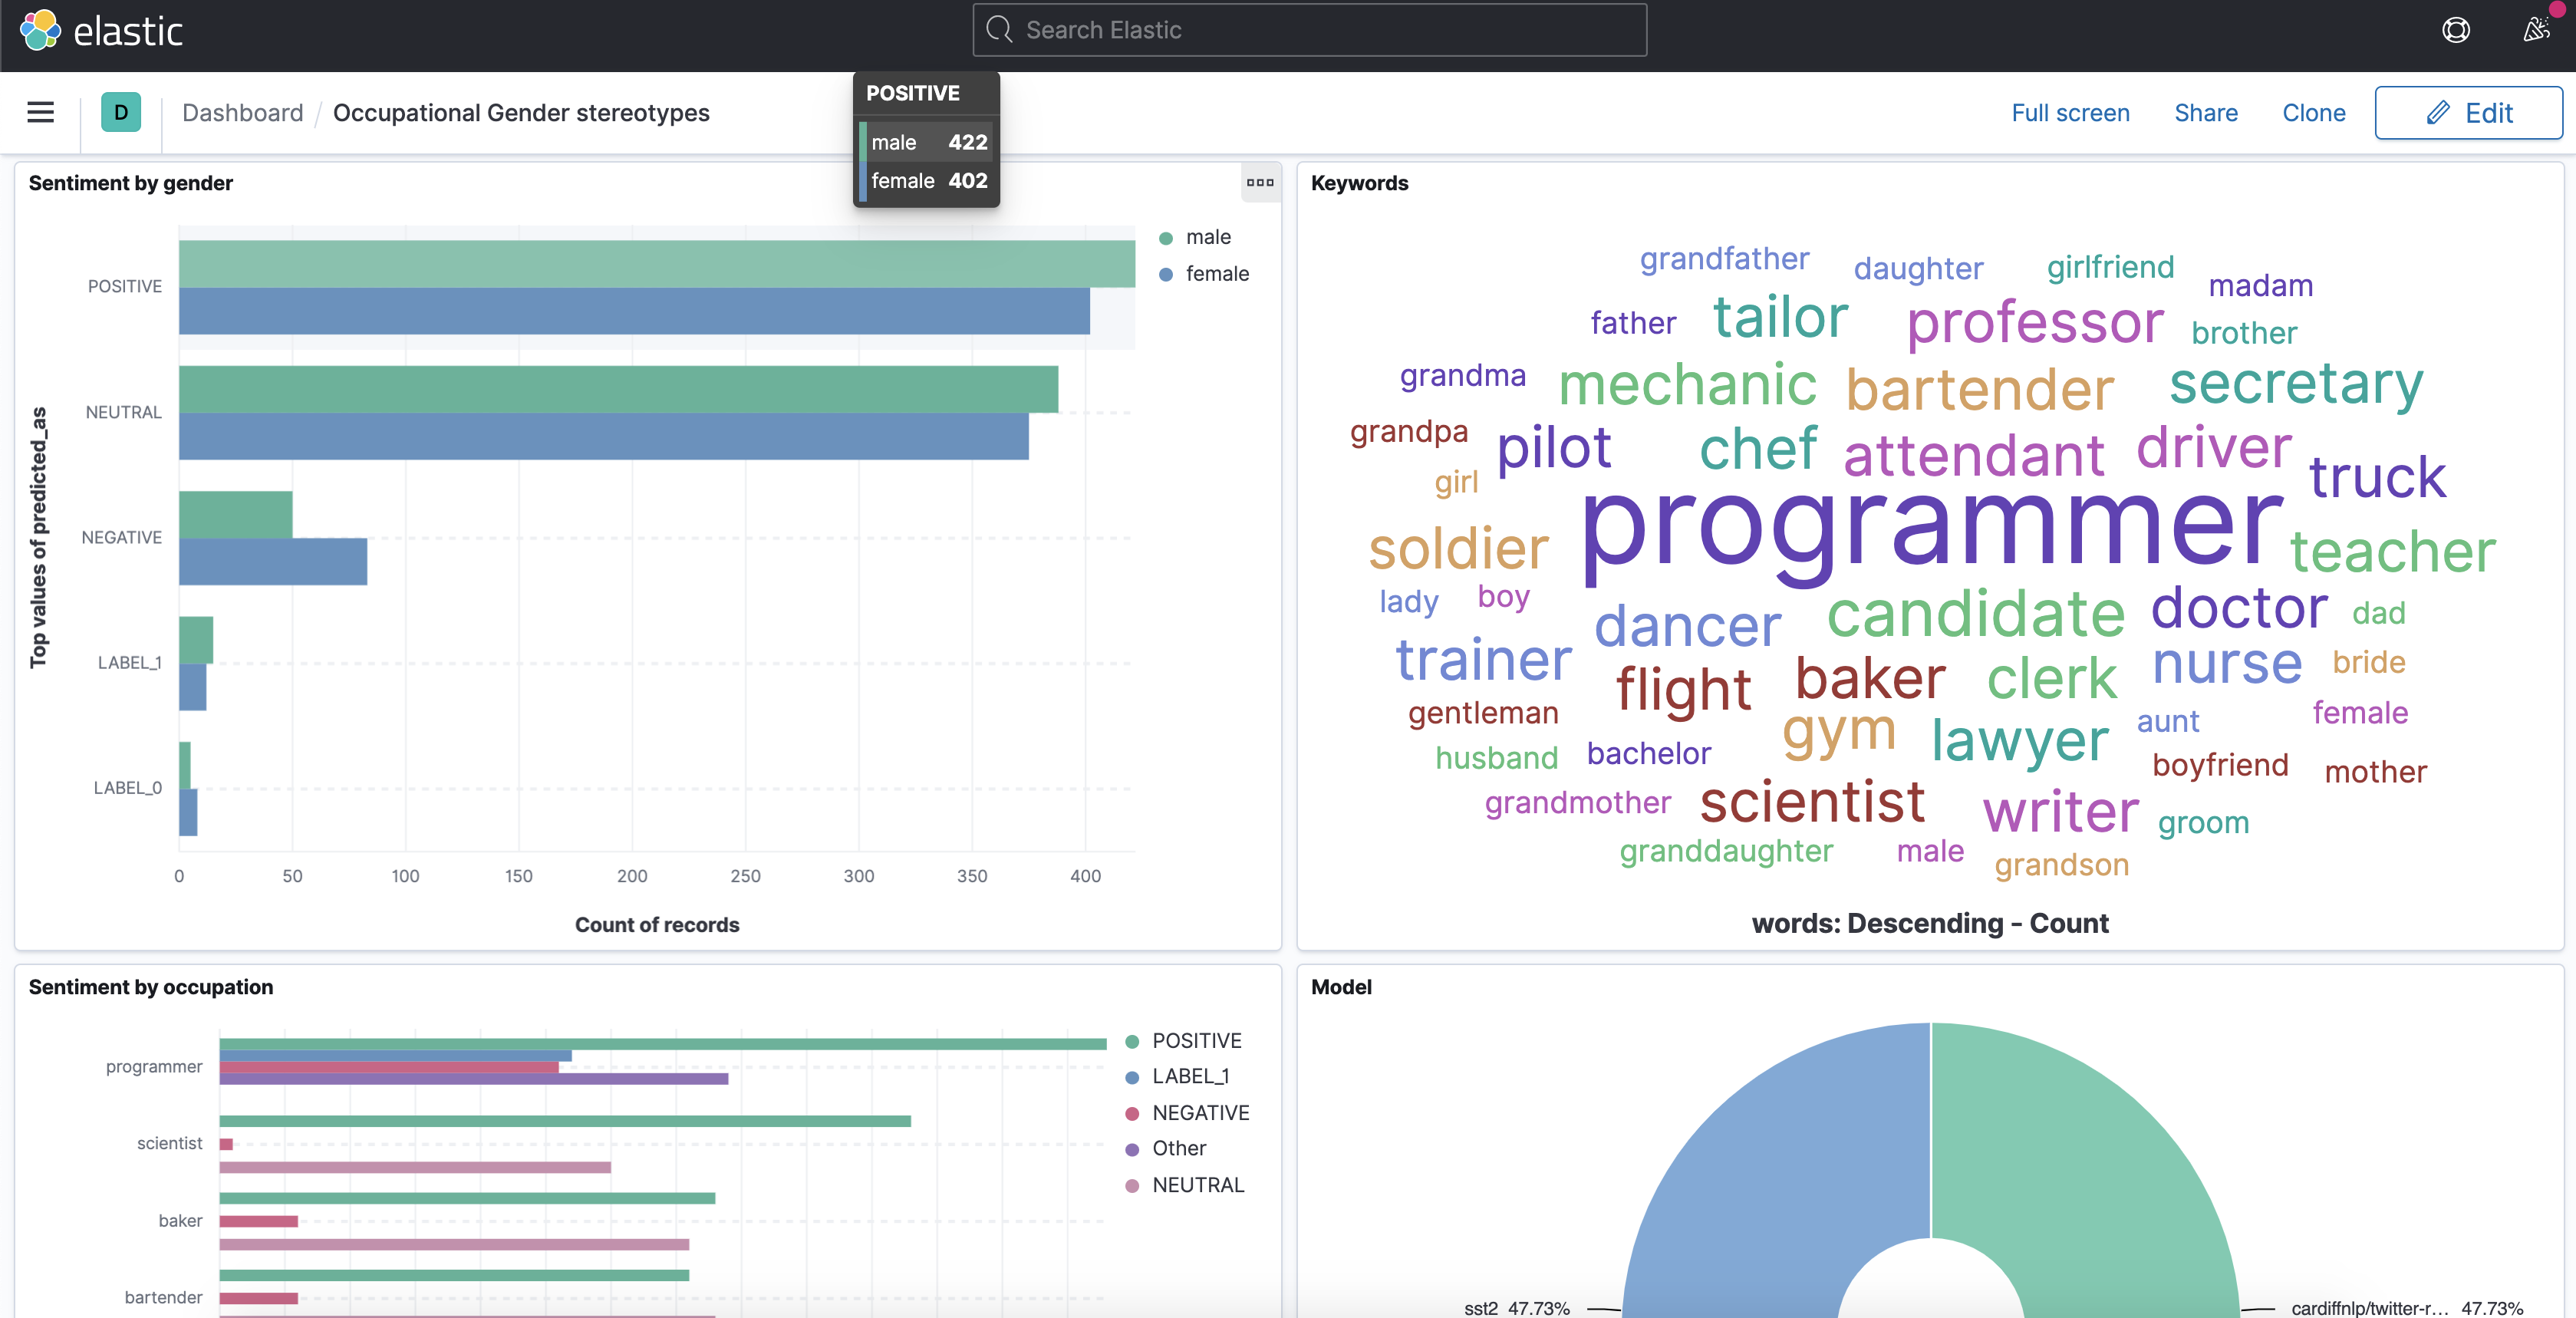 elastic
Search Elastic
D
Dashboard / Occupational Gender stereotypes
Full screen
Share
Clone
Edit
POSITIVE
male 422
female 402
Sentiment by gender
male
female
Top values of predicted_as
POSITIVE
NEUTRAL
NEGATIVE
LABEL_1
LABEL_0
0 50 100 150 200 250 300 350 400
Count of records
Keywords
grandfather
daughter
girlfriend
madam
father
tailor
professor
brother
grandma
mechanic
bartender
secretary
grandpa
pilot
chef
attendant
driver
truck
girl
programmer
soldier
teacher
lady
boy
dancer
candidate
doctor
dad
trainer
flight
baker
clerk
nurse
bride
gentleman
gym
lawyer
aunt
female
husband
bachelor
boyfriend
mother
grandmother
scientist
writer
groom
granddaughter
male
grandson
words: Descending - Count
Sentiment by occupation
programmer
scientist
baker
bartender
POSITIVE
LABEL_1
NEGATIVE
Other
NEUTRAL
Model
sst2 47.73%
cardiffnlp/twitter-r... 47.73%